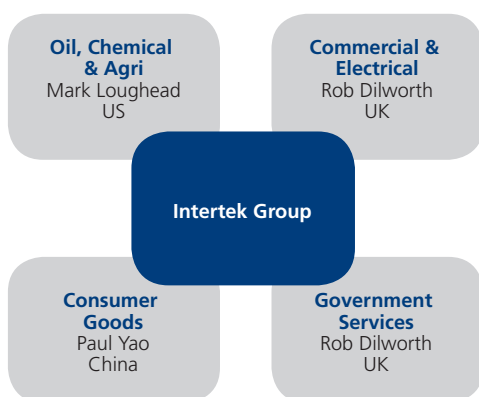 Oil, Chemical
& Agri
Mark Loughead
US
Commercial &
Electrical
Rob Dilworth
UK
Intertek Group
Consumer
Goods
Paul Yao
China
Government
Services
Rob Dilworth
UK